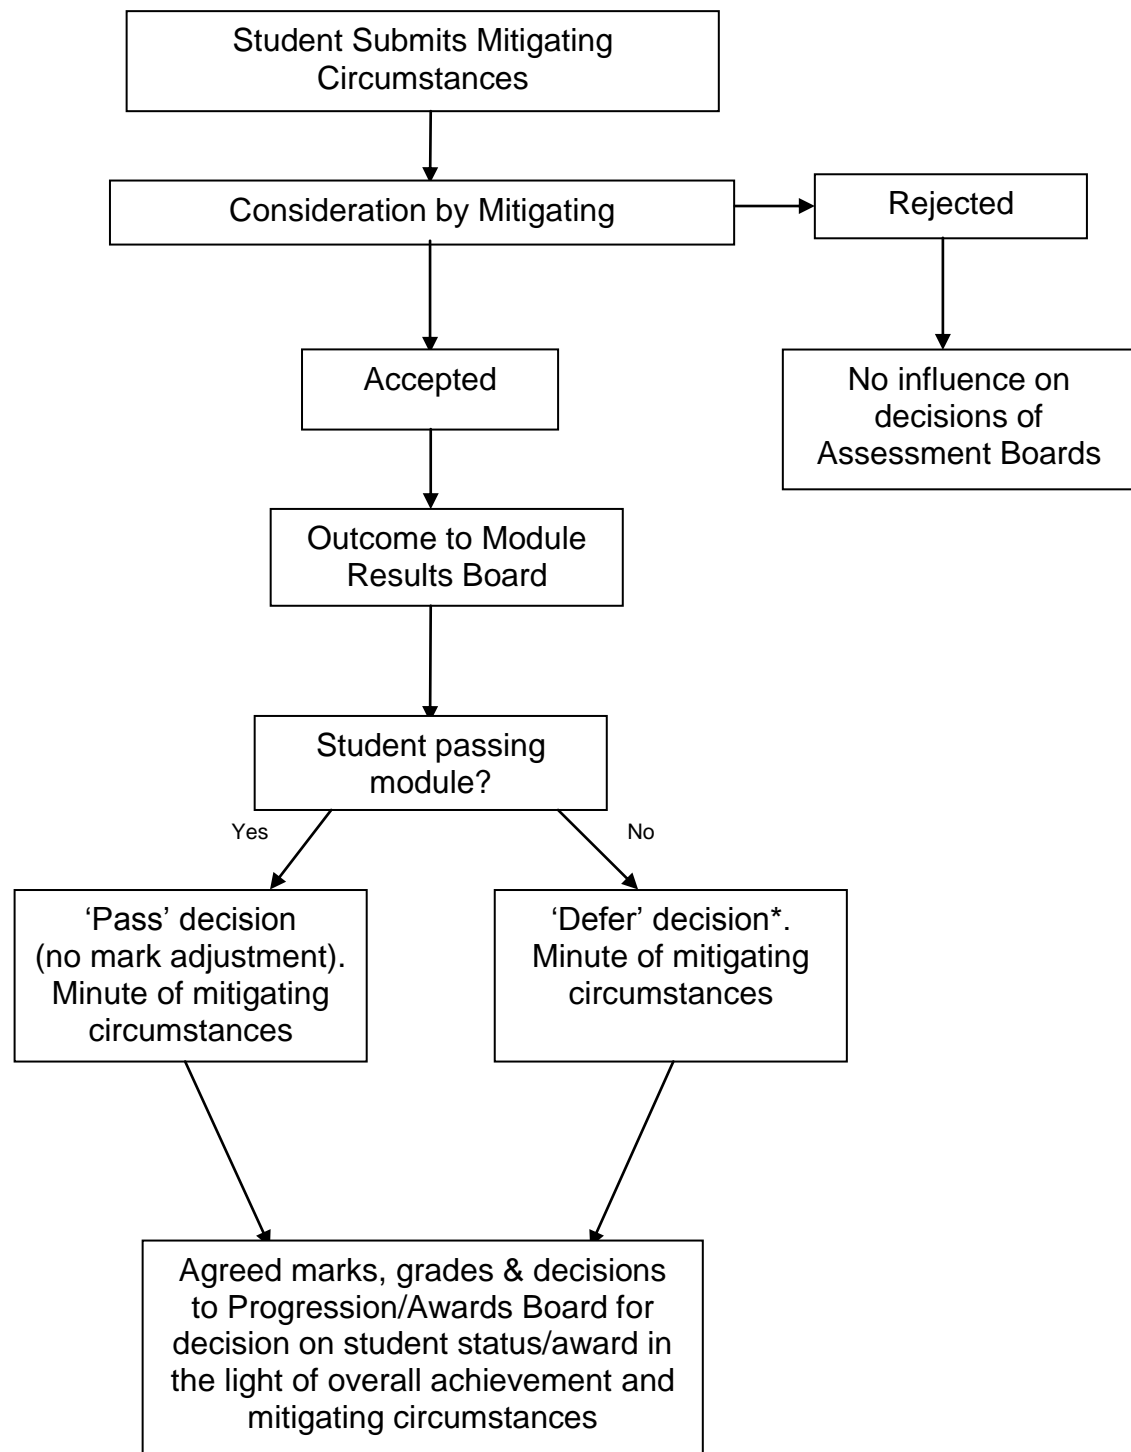 Student Submits Mitigating
Circumstances
Consideration by Mitigating
Rejected
Accepted
No influence on
decisions of
Assessment Boards
Outcome to Module
Results Board
Student passing
module?
Yes
No
‘Pass’ decision
(no mark adjustment).
Minute of mitigating
circumstances
‘Defer’ decision*.
Minute of mitigating
circumstances
Agreed marks, grades & decisions
to Progression/Awards Board for
decision on student status/award in
the light of overall achievement and
mitigating circumstances